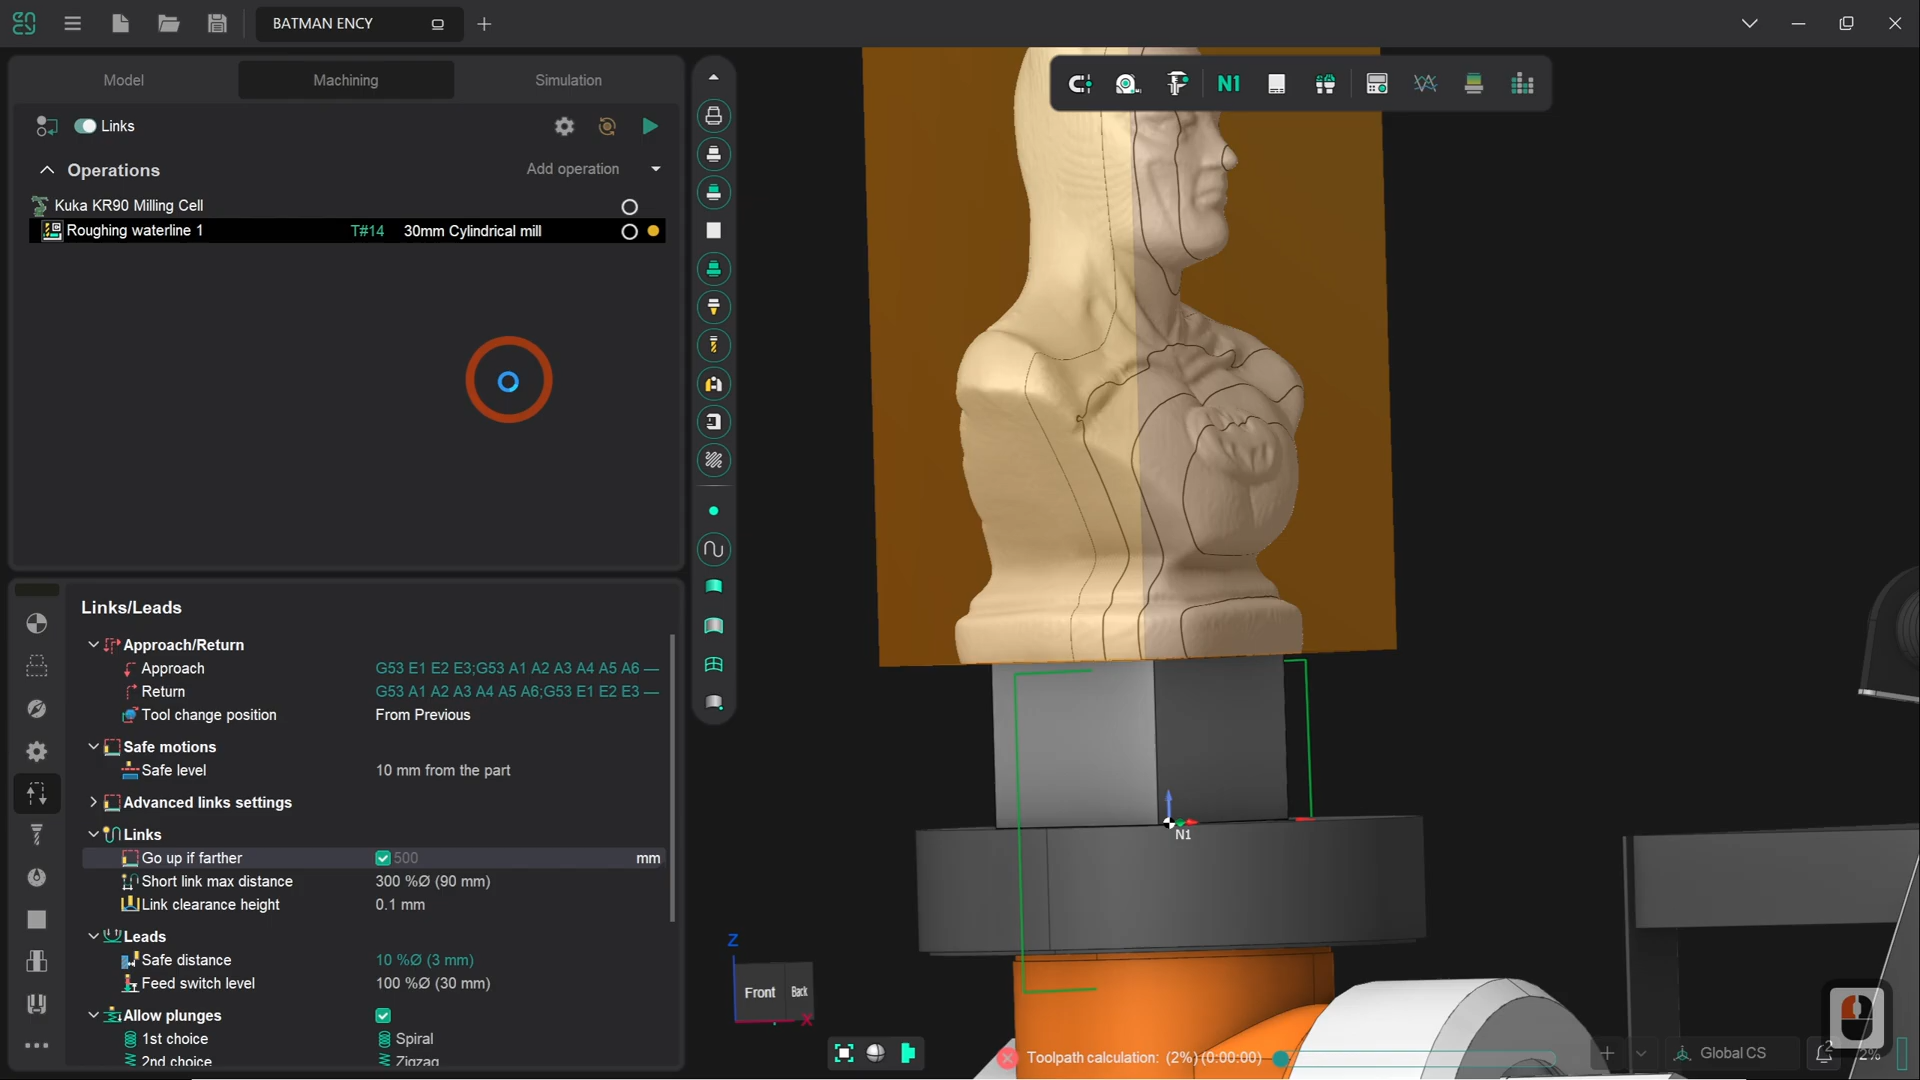 BATMAN ENCY
Model
Machining
Simulation
Links
Operations
Add operation
Kuka KR90 Milling Cell
Roughing waterline 1 T#14 30mm Cylindrical mill
N1
Links/Leads
Approach/Return
Approach G53 E1 E2 E3;G53 A1 A2 A3 A4 A5 A6 —
Return G53 A1 A2 A3 A4 A5 A6;G53 E1 E2 E3 —
Tool change position From Previous
Safe motions
Safe level 10 mm from the part
Advanced links settings
Links
Go up if farther 500 mm
Short link max distance 300 %Ø (90 mm)
Link clearance height 0.1 mm
Leads
Safe distance 10 %Ø (3 mm)
Feed switch level 100 %Ø (30 mm)
Allow plunges
1st choice Spiral
2nd choice Zigzag
N1
Z
Front
Back
X
Toolpath calculation: (2%) (0:00:00)
Global CS
2
2%